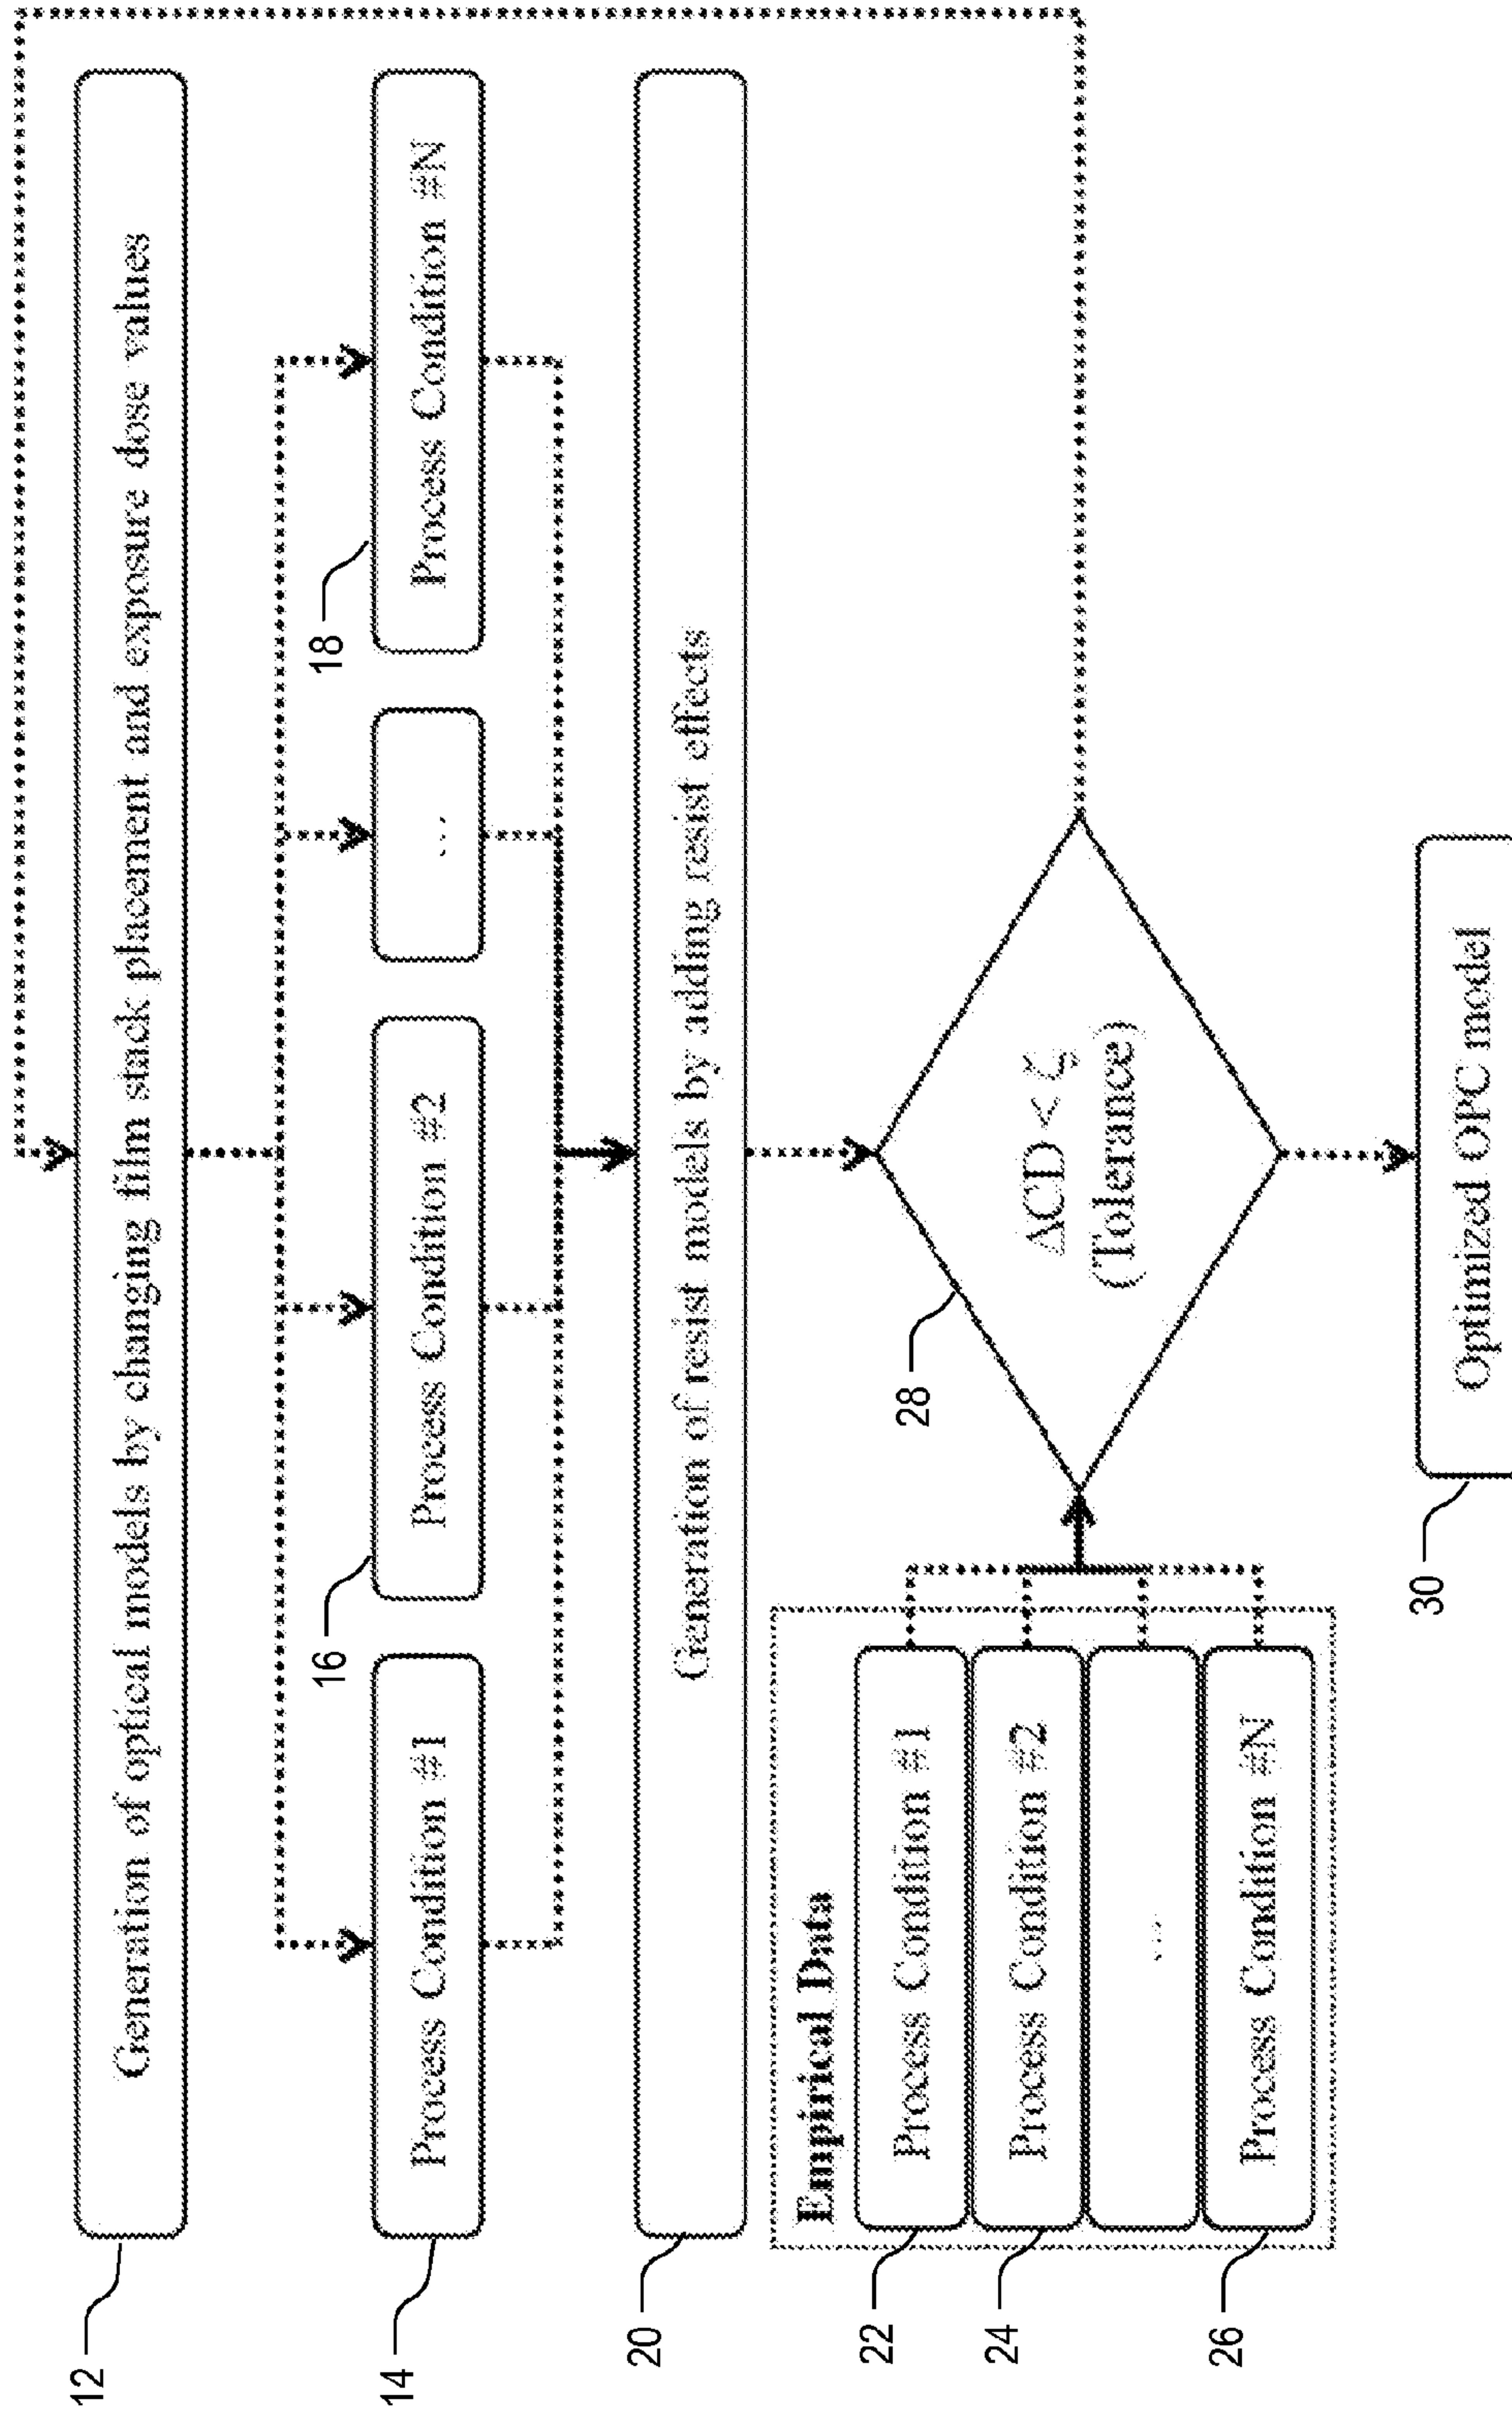 12
Generation of optical models by changing film stack placement and exposure dose values
14
Process Condition #1
16
Process Condition #2
...
18
Process Condition #N
20
Generation of resist models by adding resist effects
Empirical Data
22
Process Condition #1
24
Process Condition #2
...
26
Process Condition #N
28
ΔCD < ζ
(Tolerance)
30
Optimized OPC model